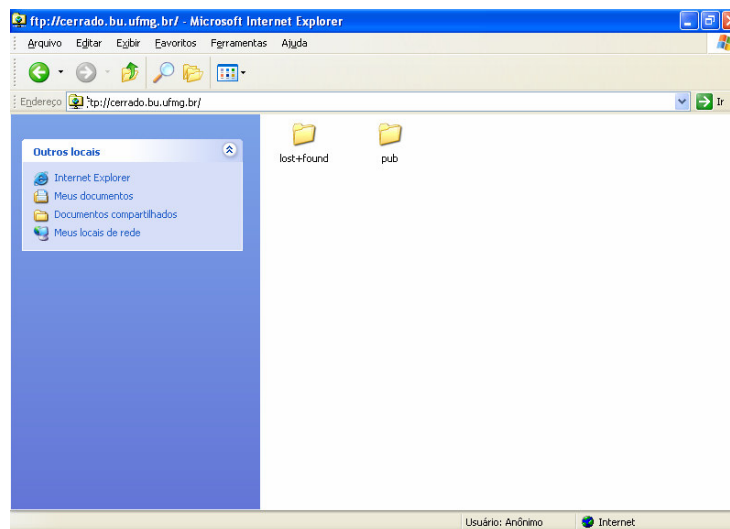 ftp://cerrado.bu.ufmg.br/ - Microsoft Internet Explorer
Arquivo Editar Exibir Favoritos Ferramentas Ajuda
Endereço tp://cerrado.bu.ufmg.br/ Ir
Outros locais
Internet Explorer
Meus documentos
Documentos compartilhados
Meus locais de rede
lost+found pub
Usuário: Anônimo Internet